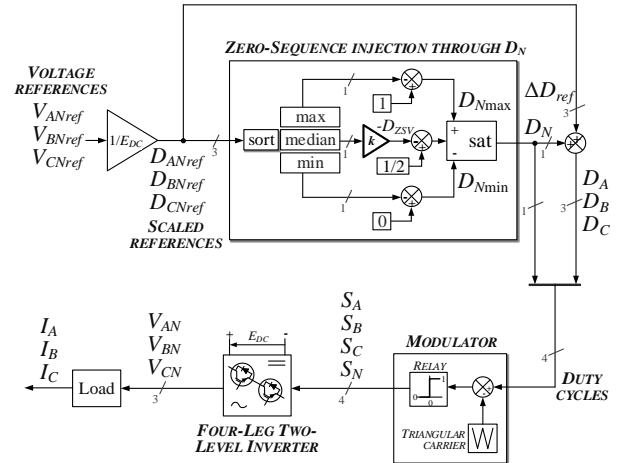 ZERO-SEQUENCE INJECTION THROUGH D_N
VOLTAGE
REFERENCES
V_ANref
V_BNref
V_CNref
1/E_DC
3
D_ANref
D_BNref
D_CNref
SCALED
REFERENCES
sort
max
median
min
1
1
1
k
-D_ZSV
-
+
1
-
+
1/2
-
+
0
D_Nmax
+
-
sat
D_Nmin
ΔD_ref
3
D_N
1
+
+
D_A
D_B
D_C
1
3
4
DUTY
CYCLES
MODULATOR
RELAY
1
0
0
-
TRIANGULAR
CARRIER
S_A
S_B
S_C
S_N
4
+ E_DC -
FOUR-LEG TWO-
LEVEL INVERTER
V_AN
V_BN
V_CN
3
Load
I_A
I_B
I_C